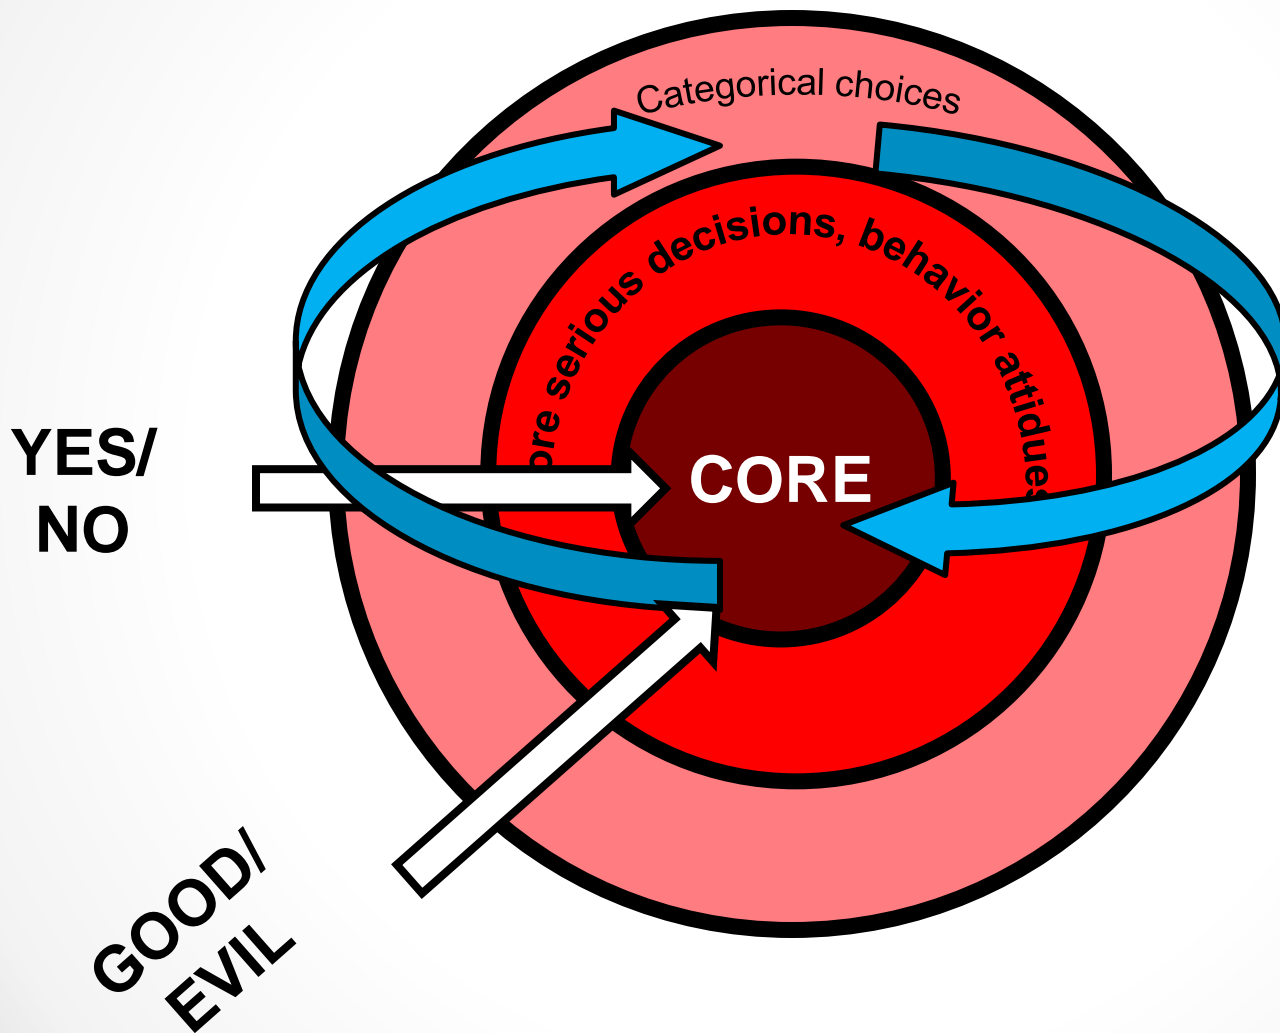 Categorical choices
ore serious decisions, behavior attidues
YES/
NO
CORE
GOOD/
EVIL